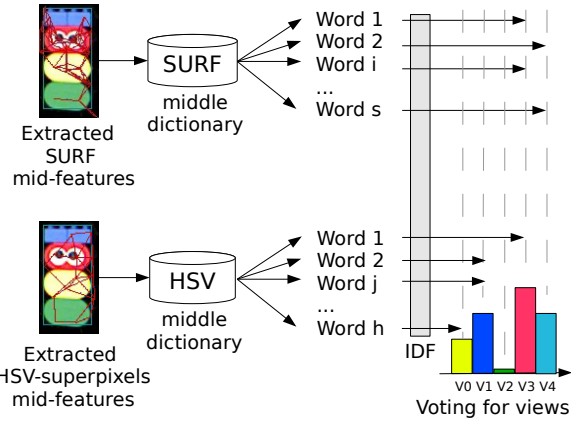 Word 1
Word 2
Word i
...
Word s
SURF
middle
dictionary
Extracted
SURF
mid-features
Word 1
Word 2
Word j
...
Word h
HSV
middle
dictionary
Extracted
HSV-superpixels
mid-features
IDF
V0 V1 V2 V3 V4
Voting for views